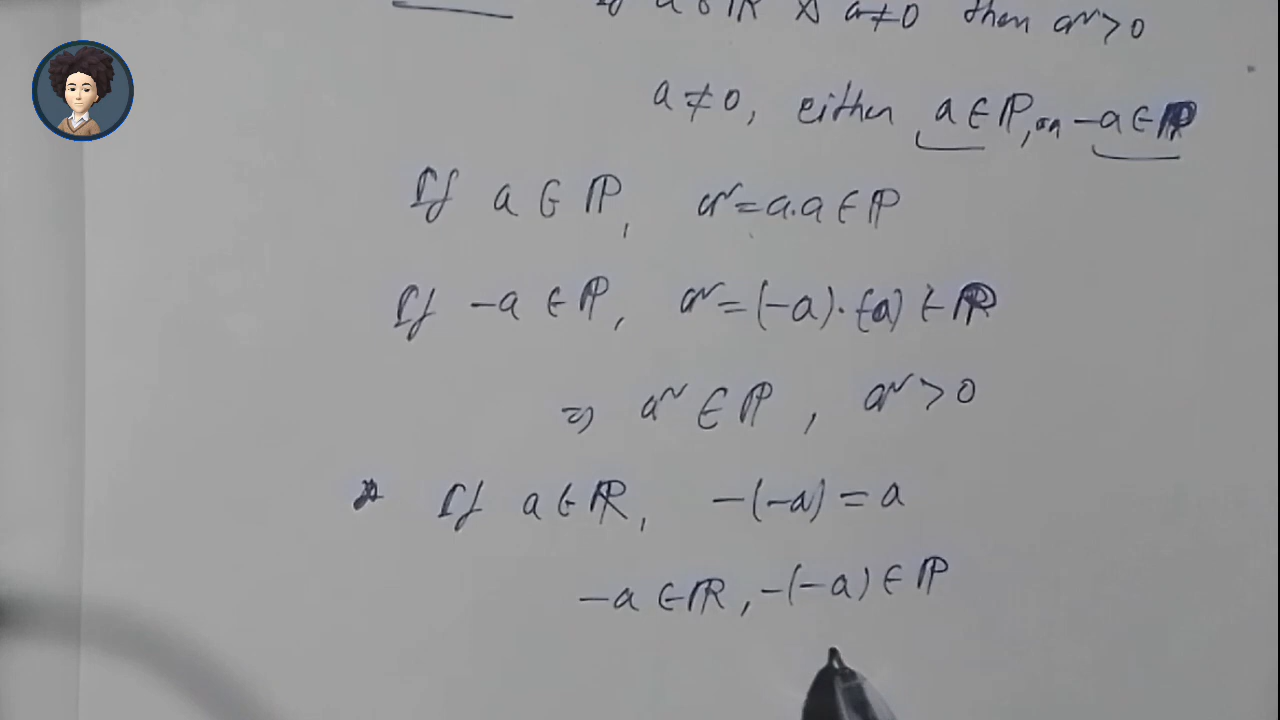 If a ∈ ℝ & a ≠ 0 then a² > 0
a ≠ 0, either a ∈ ℙ, or -a ∈ ℙ
If a ∈ ℙ, a² = a.a ∈ ℙ
If -a ∈ ℙ, a² = (-a)·(-a) ∈ ℙ
⇒ a² ∈ ℙ, a² > 0
* If a ∈ ℝ, -(-a) = a
-a ∈ ℝ, -(-a) ∈ ℙ